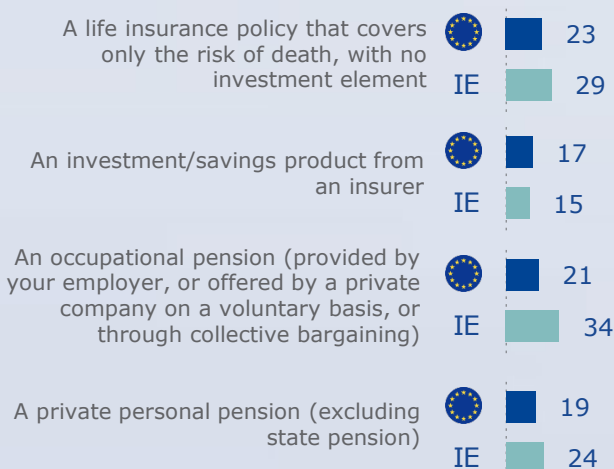 A life insurance policy that covers
only the risk of death, with no
investment element
23
IE 29
An investment/savings product from
an insurer
17
IE 15
An occupational pension (provided by
your employer, or offered by a private
company on a voluntary basis, or
through collective bargaining)
21
IE 34
A private personal pension (excluding
state pension)
19
IE 24